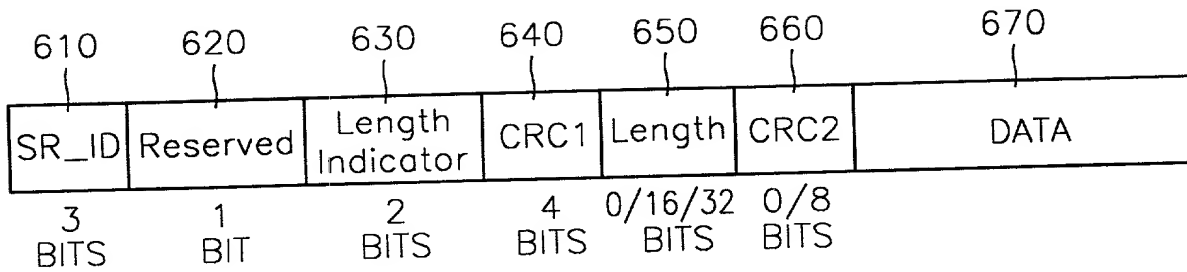 610 620 630 640 650 660 670
SR_ID Reserved Length Indicator CRC1 Length CRC2 DATA
3 BITS 1 BIT 2 BITS 4 BITS 0/16/32 BITS 0/8 BITS